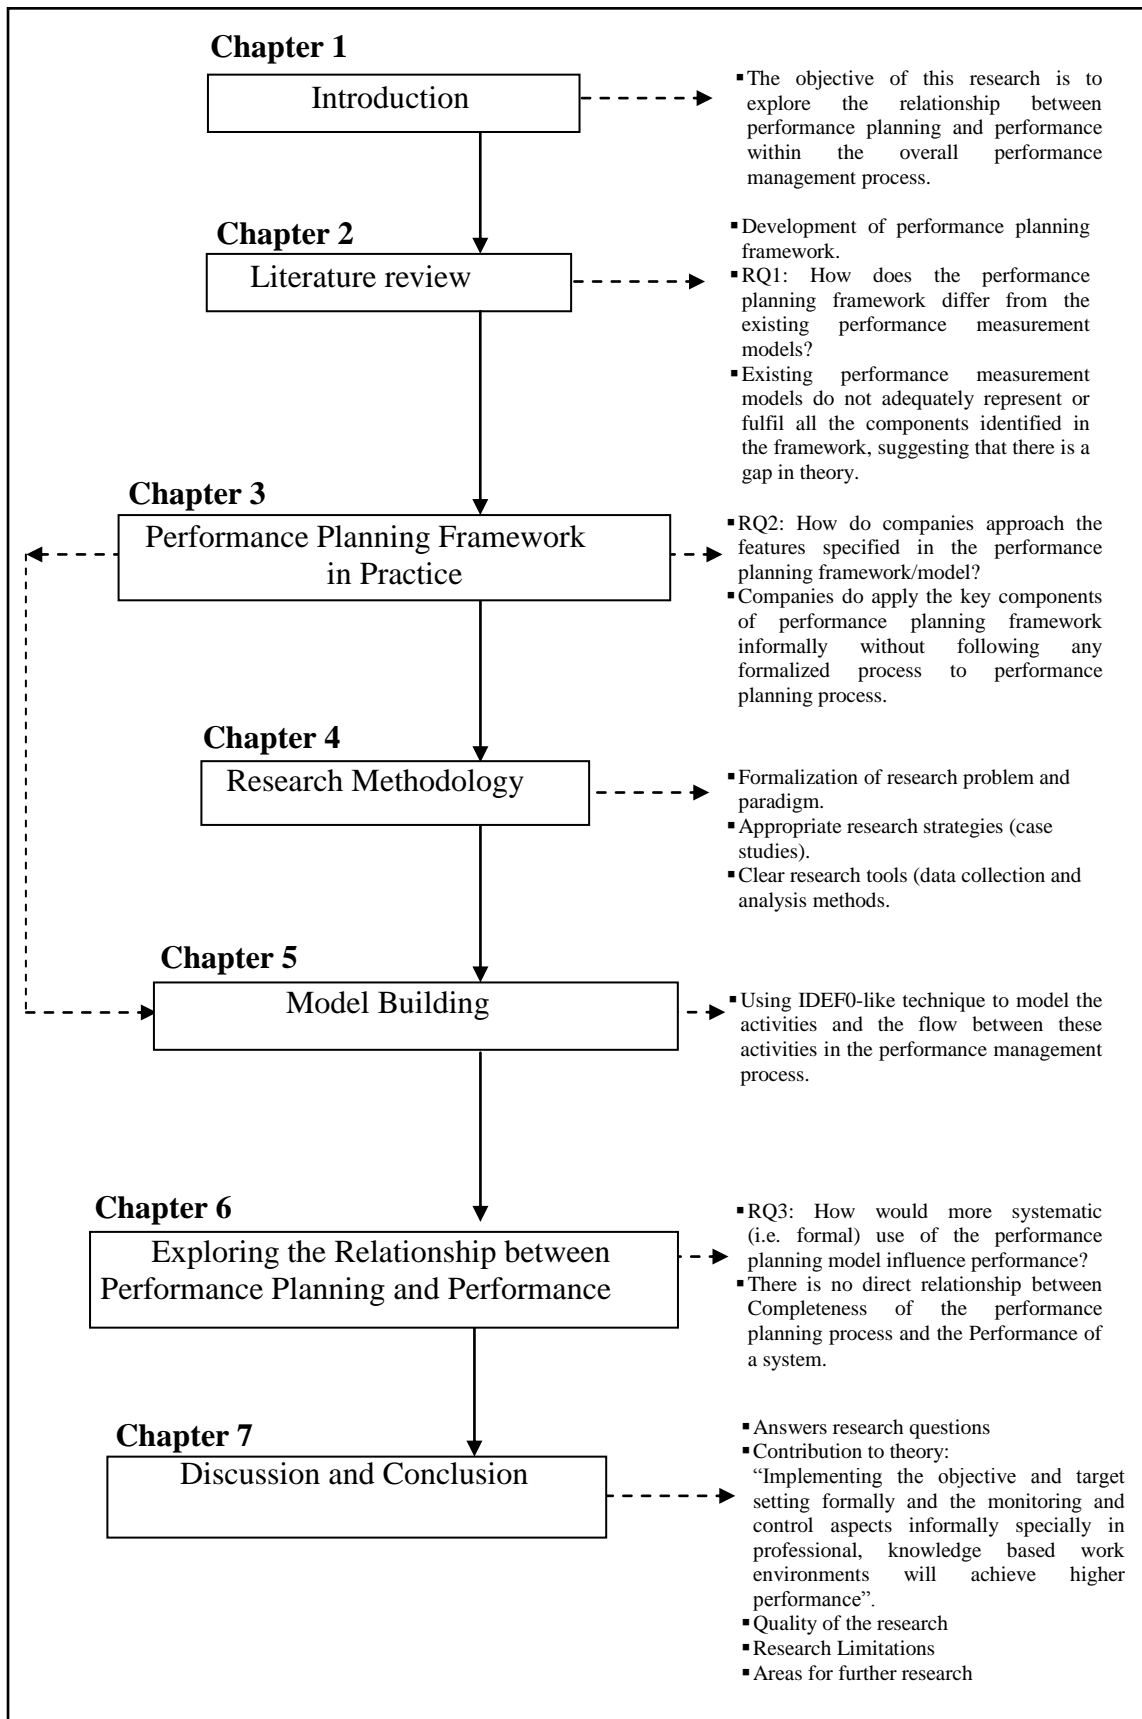 Chapter 1
Introduction
▪The objective of this research is to
explore the relationship between
performance planning and performance
within the overall performance
management process.
Chapter 2
Literature review
▪Development of performance planning
framework.
▪RQ1: How does the performance
planning framework differ from the
existing performance measurement
models?
▪Existing performance measurement
models do not adequately represent or
fulfil all the components identified in
the framework, suggesting that there is a
gap in theory.
Chapter 3
Performance Planning Framework
in Practice
▪RQ2: How do companies approach the
features specified in the performance
planning framework/model?
▪Companies do apply the key components
of performance planning framework
informally without following any
formalized process to performance
planning process.
Chapter 4
Research Methodology
▪Formalization of research problem and
paradigm.
▪Appropriate research strategies (case
studies).
▪Clear research tools (data collection and
analysis methods.
Chapter 5
Model Building
▪Using IDEF0-like technique to model the
activities and the flow between these
activities in the performance management
process.
Chapter 6
Exploring the Relationship between
Performance Planning and Performance
▪RQ3: How would more systematic
(i.e. formal) use of the performance
planning model influence performance?
▪There is no direct relationship between
Completeness of the performance
planning process and the Performance of
a system.
Chapter 7
Discussion and Conclusion
▪Answers research questions
▪Contribution to theory:
“Implementing the objective and target
setting formally and the monitoring and
control aspects informally specially in
professional, knowledge based work
environments will achieve higher
performance”.
▪Quality of the research
▪Research Limitations
▪Areas for further research